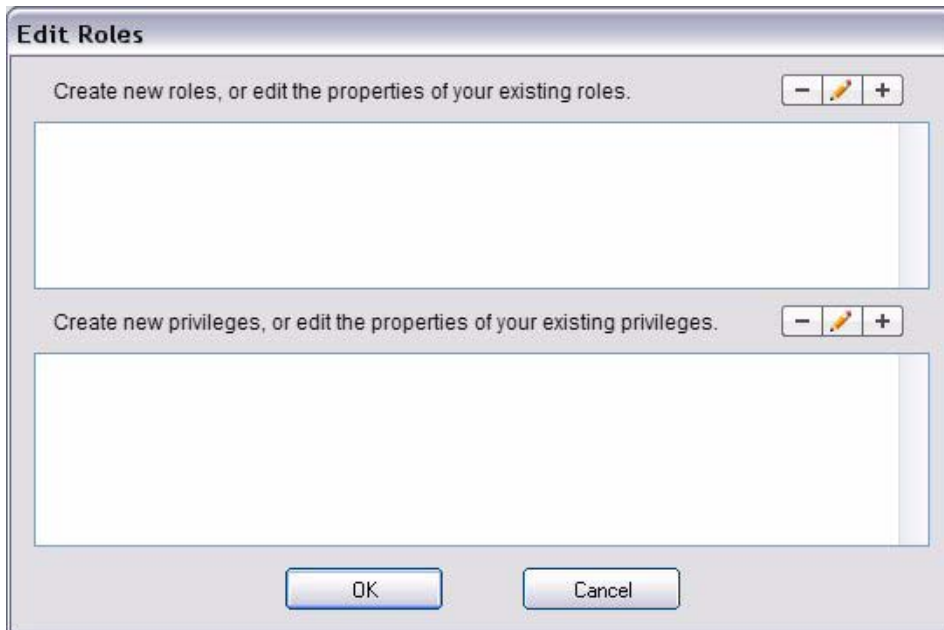 Edit Roles
Create new roles, or edit the properties of your existing roles.
Create new privileges, or edit the properties of your existing privileges.
OK
Cancel